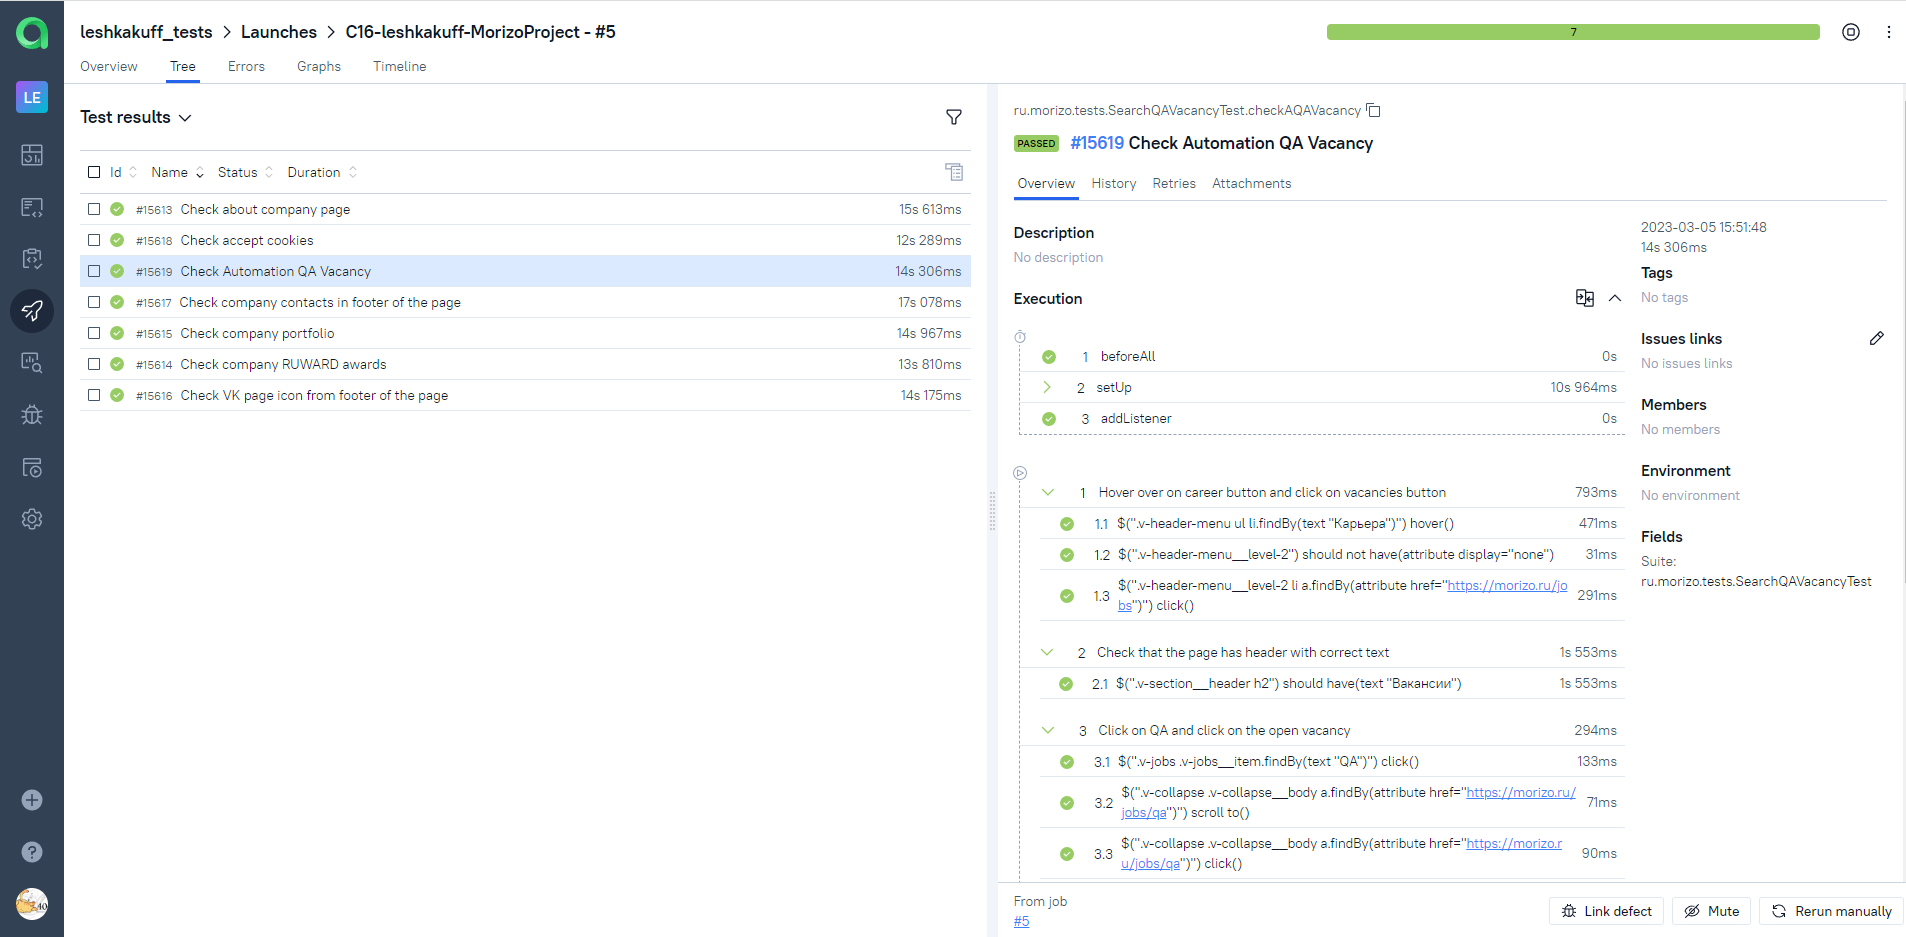 leshkakuff_tests > Launches > C16-leshkakuff-MorizoProject - #5
7
Overview Tree Errors Graphs Timeline
LE
Test results
Id Name Status Duration
#15613 Check about company page 15s 613ms
#15618 Check accept cookies 12s 289ms
#15619 Check Automation QA Vacancy 14s 306ms
#15617 Check company contacts in footer of the page 17s 078ms
#15615 Check company portfolio 14s 967ms
#15614 Check company RUWARD awards 13s 810ms
#15616 Check VK page icon from footer of the page 14s 175ms
ru.morizo.tests.SearchQAVacancyTest.checkAQAVacancy
PASSED #15619 Check Automation QA Vacancy
Overview History Retries Attachments
Description
No description
Execution
1 beforeAll 0s
2 setUp 10s 964ms
3 addListener 0s
1 Hover over on career button and click on vacancies button 793ms
1.1 $(".v-header-menu ul li.findBy(text "Карьера")") hover() 471ms
1.2 $(".v-header-menu__level-2") should not have(attribute display="none") 31ms
1.3 $(".v-header-menu__level-2 li a.findBy(attribute href="https://morizo.ru/jo
bs")") click() 291ms
2 Check that the page has header with correct text 1s 553ms
2.1 $(".v-section__header h2") should have(text "Вакансии") 1s 553ms
3 Click on QA and click on the open vacancy 294ms
3.1 $(".v-jobs .v-jobs__item.findBy(text "QA")") click() 133ms
3.2 $(".v-collapse .v-collapse__body a.findBy(attribute href="https://morizo.ru/
jobs/qa")") scroll to() 71ms
3.3 $(".v-collapse .v-collapse__body a.findBy(attribute href="https://morizo.r
u/jobs/qa")") click() 90ms
2023-03-05 15:51:48
14s 306ms
Tags
No tags
Issues links
No issues links
Members
No members
Environment
No environment
Fields
Suite:
ru.morizo.tests.SearchQAVacancyTest
From job
#5
Link defect Mute Rerun manually